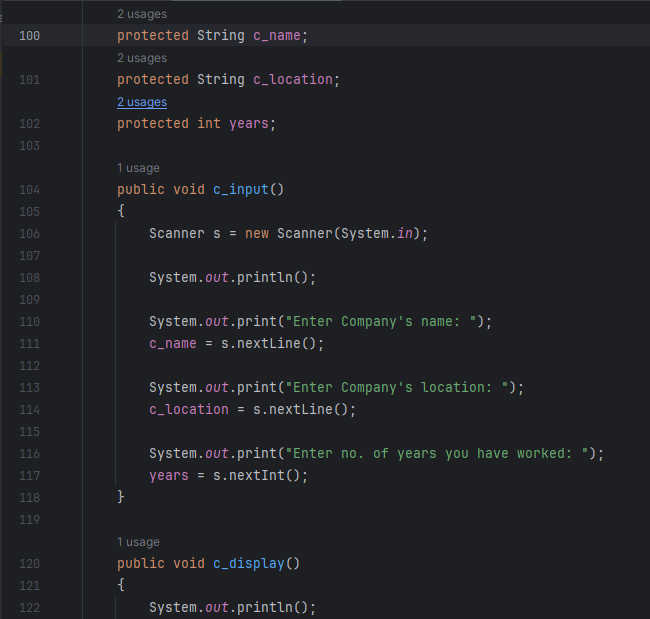 2 usages
100 protected String c_name;
2 usages
101 protected String c_location;
2 usages
102 protected int years;
103
1 usage
104 public void c_input()
105 {
106 Scanner s = new Scanner(System.in);
107
108 System.out.println();
109
110 System.out.print("Enter Company's name: ");
111 c_name = s.nextLine();
112
113 System.out.print("Enter Company's location: ");
114 c_location = s.nextLine();
115
116 System.out.print("Enter no. of years you have worked: ");
117 years = s.nextInt();
118 }
119
1 usage
120 public void c_display()
121 {
122 System.out.println();